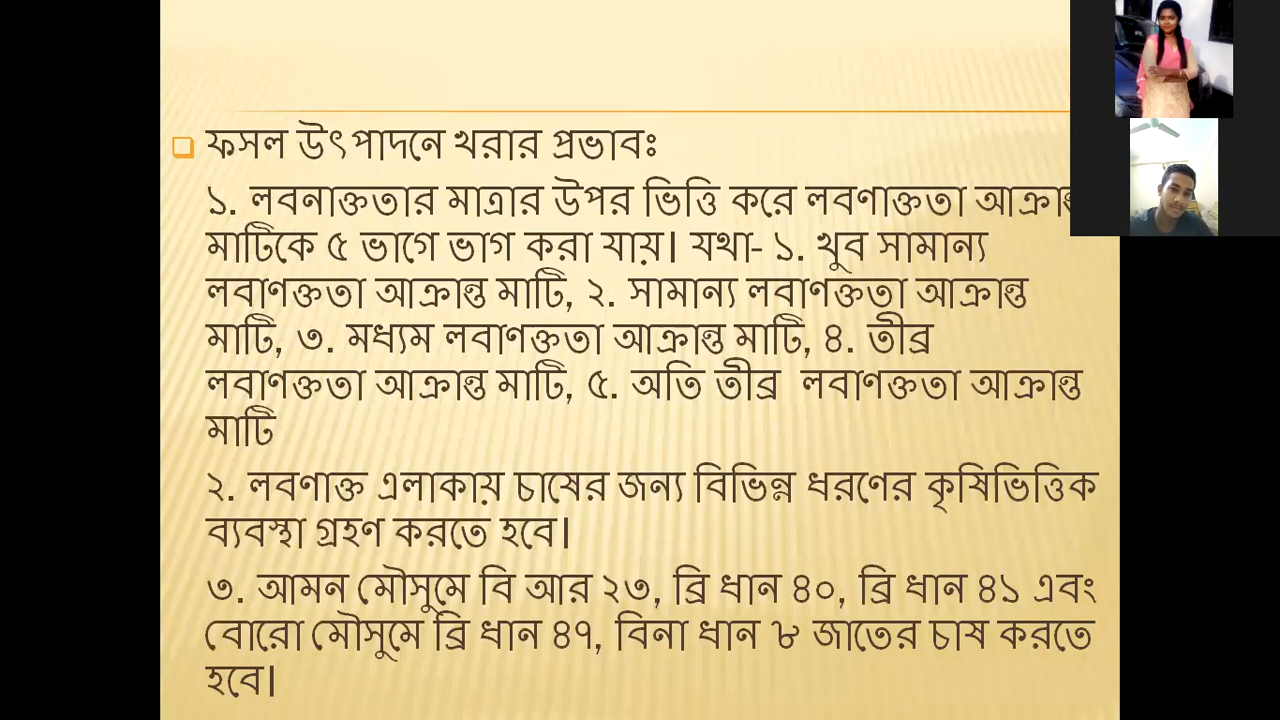 ফসল উৎপাদনে খরার প্রভাবঃ
১. লবনাক্ততার মাত্রার উপর ভিত্তি করে লবণাক্ততা
মাটিকে ৫ ভাগে ভাগ করা যায়। যথা- ১. খুব সামান্য
লবাণক্ততা আক্রান্ত মাটি, ২. সামান্য লবাণক্ততা আক্রান্ত
মাটি, ৩. মধ্যম লবাণক্ততা আক্রান্ত মাটি, ৪. তীব্র
লবাণক্ততা আক্রান্ত মাটি, ৫. অতি তীব্র লবাণক্ততা আক্রান্ত
মাটি
২. লবণাক্ত এলাকায় চাষের জন্য বিভিন্ন ধরণের কৃষিভিত্তিক
ব্যবস্থা গ্রহণ করতে হবে।
৩. আমন মৌসুমে বি আর ২৩, ব্রি ধান ৪০, ব্রি ধান ৪১ এবং
বোরো মৌসুমে ব্রি ধান ৪৭, বিনা ধান ৮ জাতের চাষ করতে
হবে।